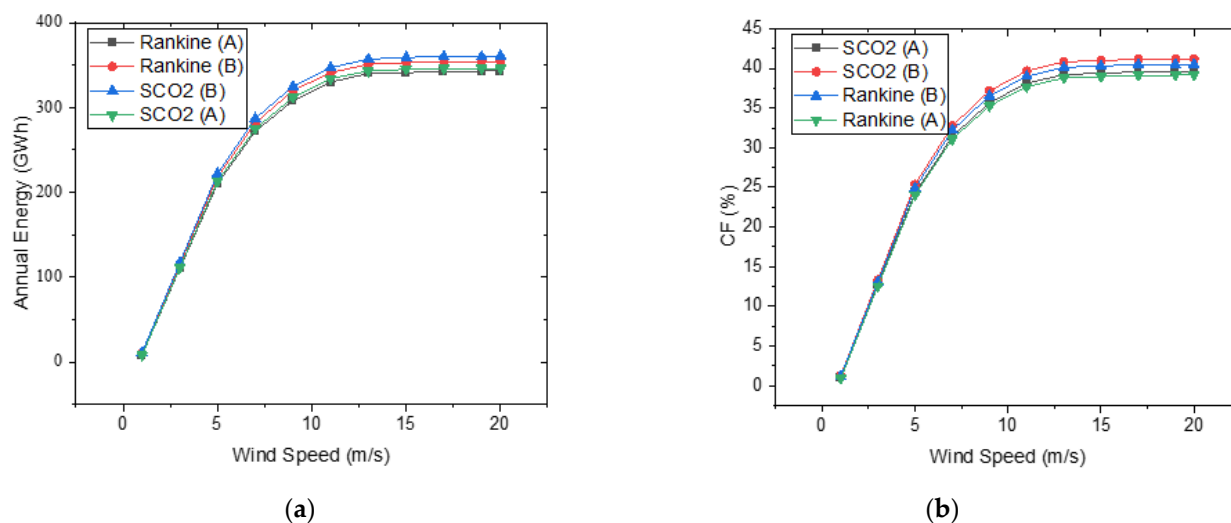 400
300
200
100
0
Annual Energy (GWh)
Rankine (A)
Rankine (B)
SCO2 (B)
SCO2 (A)
0 5 10 15 20
Wind Speed (m/s)
(a)
45
40
35
30
25
20
15
10
5
0
CF (%)
SCO2 (A)
SCO2 (B)
Rankine (B)
Rankine (A)
0 5 10 15 20
Wind Speed (m/s)
(b)